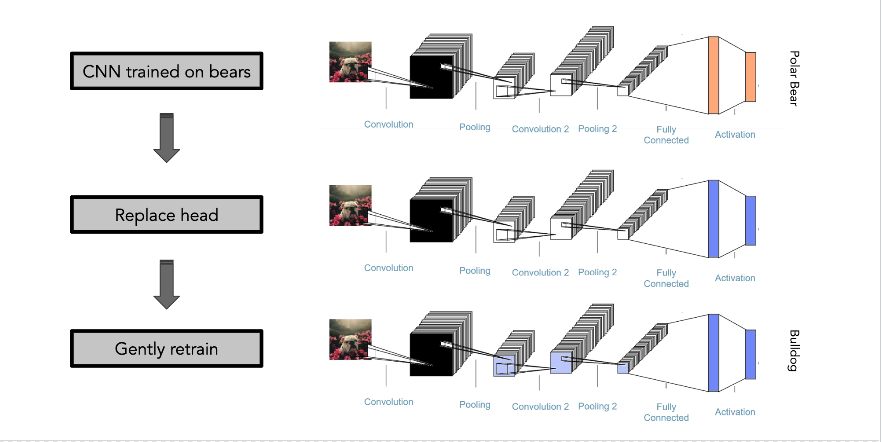 CNN trained on bears
Convolution
Pooling
Convolution 2
Pooling 2
Fully
Connected
Activation
Polar Bear
Replace head
Convolution
Pooling
Convolution 2
Pooling 2
Fully
Connected
Activation
Gently retrain
Convolution
Pooling
Convolution 2
Pooling 2
Fully
Connected
Activation
Bulldog